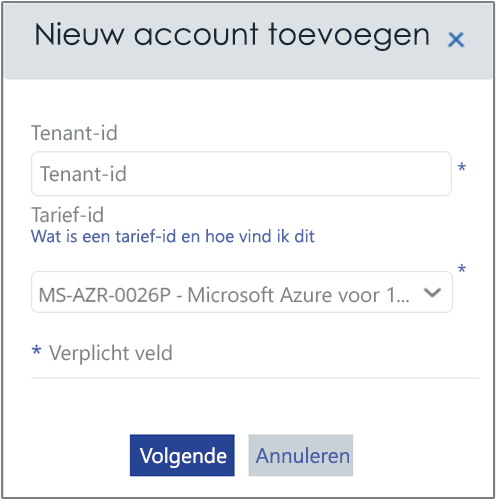 Nieuw account toevoegen
Tenant-id
Tenant-id
*
Tarief-id
Wat is een tarief-id en hoe vind ik dit
*
MS-AZR-0026P - Microsoft Azure voor 1...
* Verplicht veld
Volgende
Annuleren